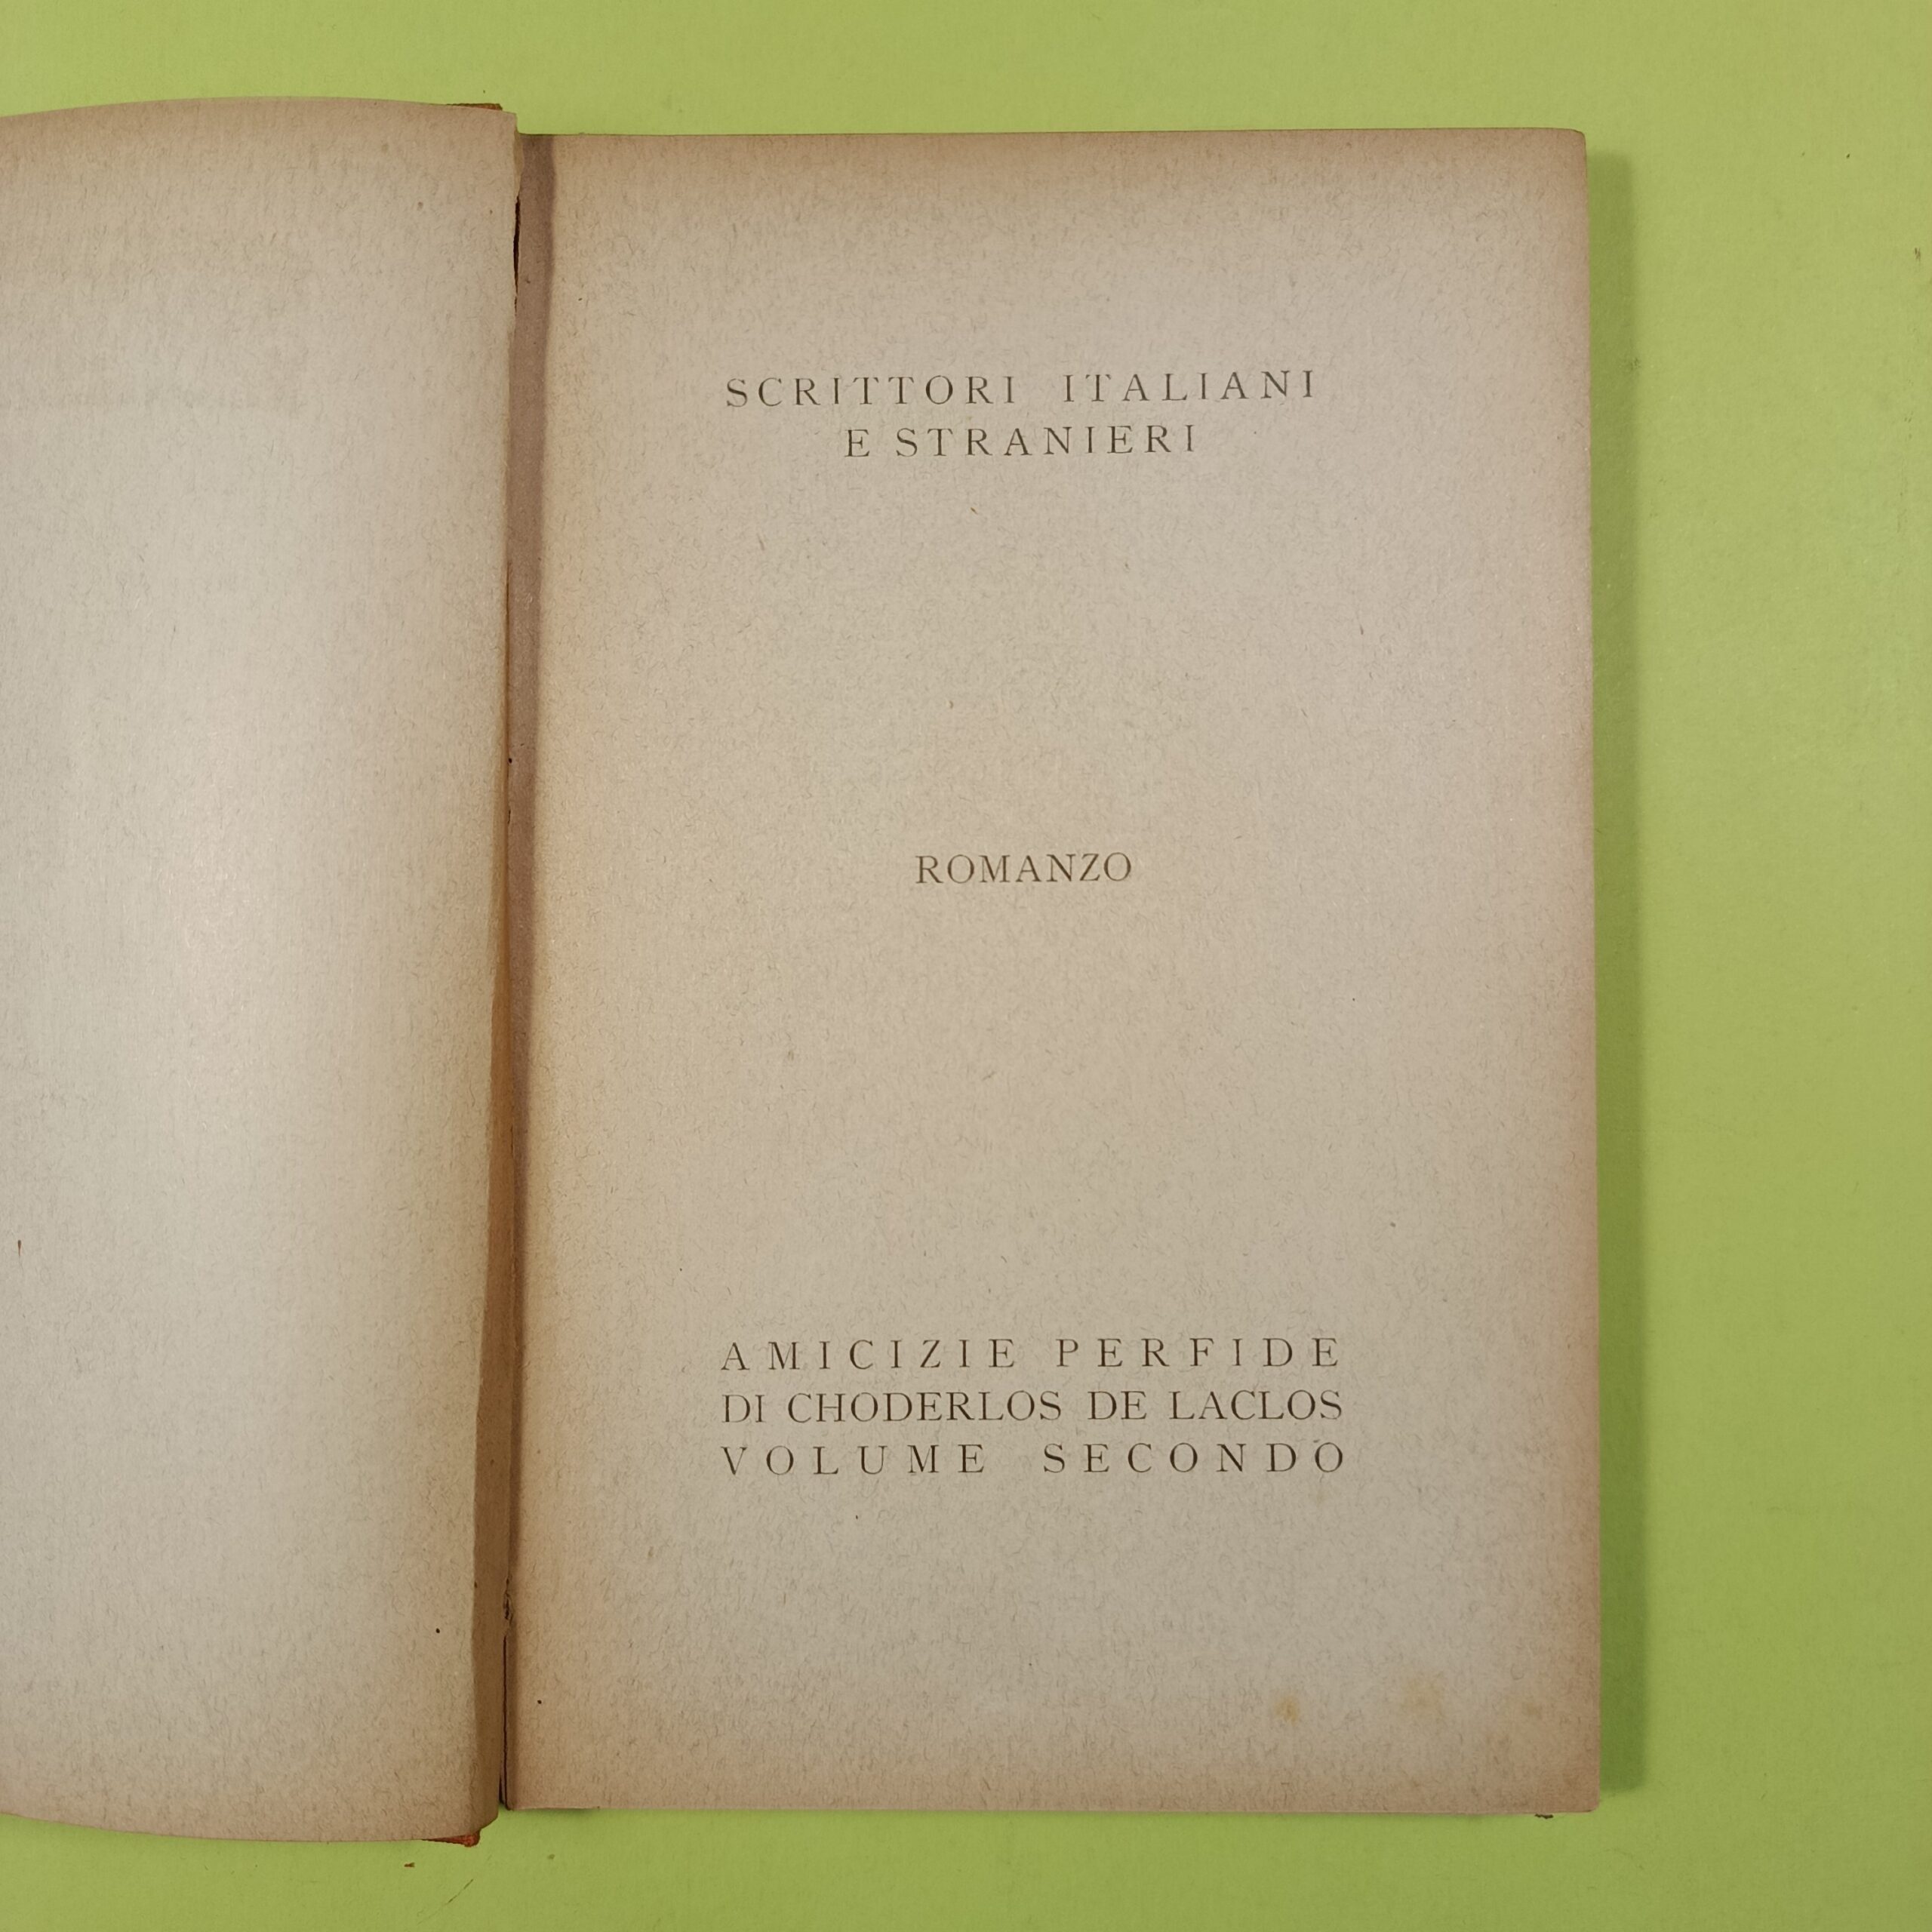 SCRITTORI ITALIANI
E STRANIERI
ROMANZO
AMICIZIE PERFIDE
DI CHODERLOS DE LACLOS
VOLUME SECONDO